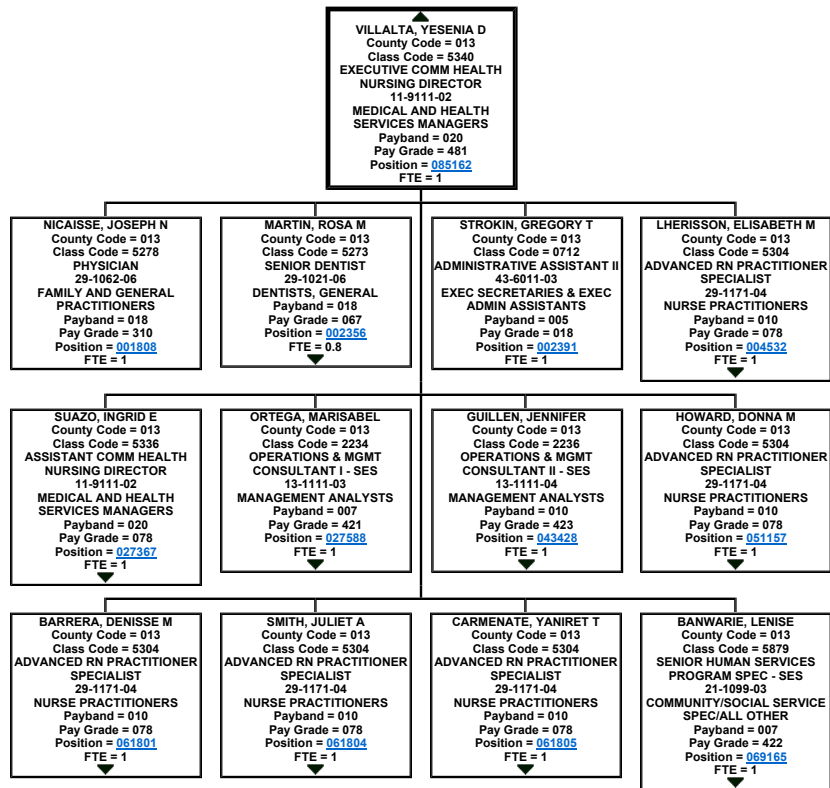 VILLALTA, YESENIA D
County Code = 013
Class Code = 5340
EXECUTIVE COMM HEALTH
NURSING DIRECTOR
11-9111-02
MEDICAL AND HEALTH
SERVICES MANAGERS
Payband = 020
Pay Grade = 481
Position = 085162
FTE = 1
NICAISSE, JOSEPH N
County Code = 013
Class Code = 5278
PHYSICIAN
29-1062-06
FAMILY AND GENERAL
PRACTITIONERS
Payband = 018
Pay Grade = 310
Position = 001808
FTE = 1
MARTIN, ROSA M
County Code = 013
Class Code = 5273
SENIOR DENTIST
29-1021-06
DENTISTS, GENERAL
Payband = 018
Pay Grade = 067
Position = 002356
FTE = 0.8
STROKIN, GREGORY T
County Code = 013
Class Code = 0712
ADMINISTRATIVE ASSISTANT II
43-6011-03
EXEC SECRETARIES & EXEC
ADMIN ASSISTANTS
Payband = 005
Pay Grade = 018
Position = 002391
FTE = 1
LHERISSON, ELISABETH M
County Code = 013
Class Code = 5304
ADVANCED RN PRACTITIONER
SPECIALIST
29-1171-04
NURSE PRACTITIONERS
Payband = 010
Pay Grade = 078
Position = 004532
FTE = 1
SUAZO, INGRID E
County Code = 013
Class Code = 5336
ASSISTANT COMM HEALTH
NURSING DIRECTOR
11-9111-02
MEDICAL AND HEALTH
SERVICES MANAGERS
Payband = 020
Pay Grade = 078
Position = 027367
FTE = 1
ORTEGA, MARISABEL
County Code = 013
Class Code = 2234
OPERATIONS & MGMT
CONSULTANT I - SES
13-1111-03
MANAGEMENT ANALYSTS
Payband = 007
Pay Grade = 421
Position = 027588
FTE = 1
GUILLEN, JENNIFER
County Code = 013
Class Code = 2236
OPERATIONS & MGMT
CONSULTANT II - SES
13-1111-04
MANAGEMENT ANALYSTS
Payband = 010
Pay Grade = 423
Position = 043428
FTE = 1
HOWARD, DONNA M
County Code = 013
Class Code = 5304
ADVANCED RN PRACTITIONER
SPECIALIST
29-1171-04
NURSE PRACTITIONERS
Payband = 010
Pay Grade = 078
Position = 051157
FTE = 1
BARRERA, DENISSE M
County Code = 013
Class Code = 5304
ADVANCED RN PRACTITIONER
SPECIALIST
29-1171-04
NURSE PRACTITIONERS
Payband = 010
Pay Grade = 078
Position = 061801
FTE = 1
SMITH, JULIET A
County Code = 013
Class Code = 5304
ADVANCED RN PRACTITIONER
SPECIALIST
29-1171-04
NURSE PRACTITIONERS
Payband = 010
Pay Grade = 078
Position = 061804
FTE = 1
CARMENATE, YANIRET T
County Code = 013
Class Code = 5304
ADVANCED RN PRACTITIONER
SPECIALIST
29-1171-04
NURSE PRACTITIONERS
Payband = 010
Pay Grade = 078
Position = 061805
FTE = 1
BANWARIE, LENISE
County Code = 013
Class Code = 5879
SENIOR HUMAN SERVICES
PROGRAM SPEC - SES
21-1099-03
COMMUNITY/SOCIAL SERVICE
SPEC/ALL OTHER
Payband = 007
Pay Grade = 422
Position = 069165
FTE = 1